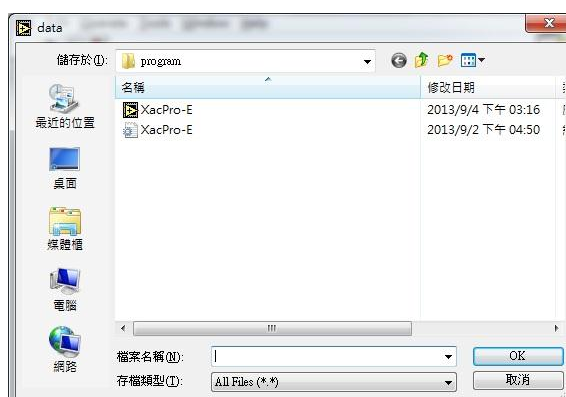 data
儲存於(I):
program
名稱
修改日期
XacPro-E
2013/9/4 下午 03:16
XacPro-E
2013/9/2 下午 04:50
最近的位置
桌面
媒體櫃
電腦
網路
檔案名稱(N):
OK
存檔類型(T):
All Files (*.*)
取消